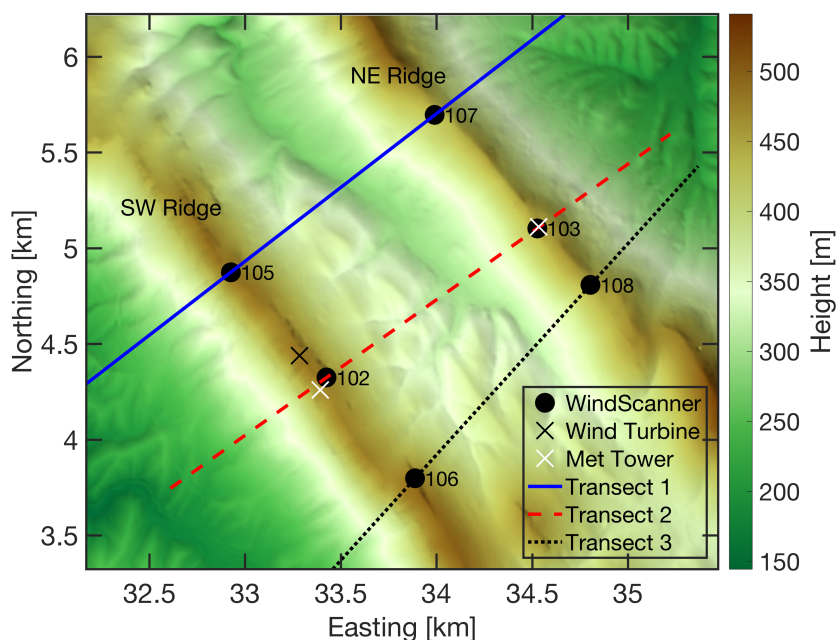 NE Ridge
107
SW Ridge
103
105
108
102
106
WindScanner
Wind Turbine
Met Tower
Transect 1
Transect 2
Transect 3
6
5.5
5
4.5
4
3.5
Northing [km]
32.5
33
33.5
34
34.5
35
Easting [km]
500
450
400
350
300
250
200
150
Height [m]